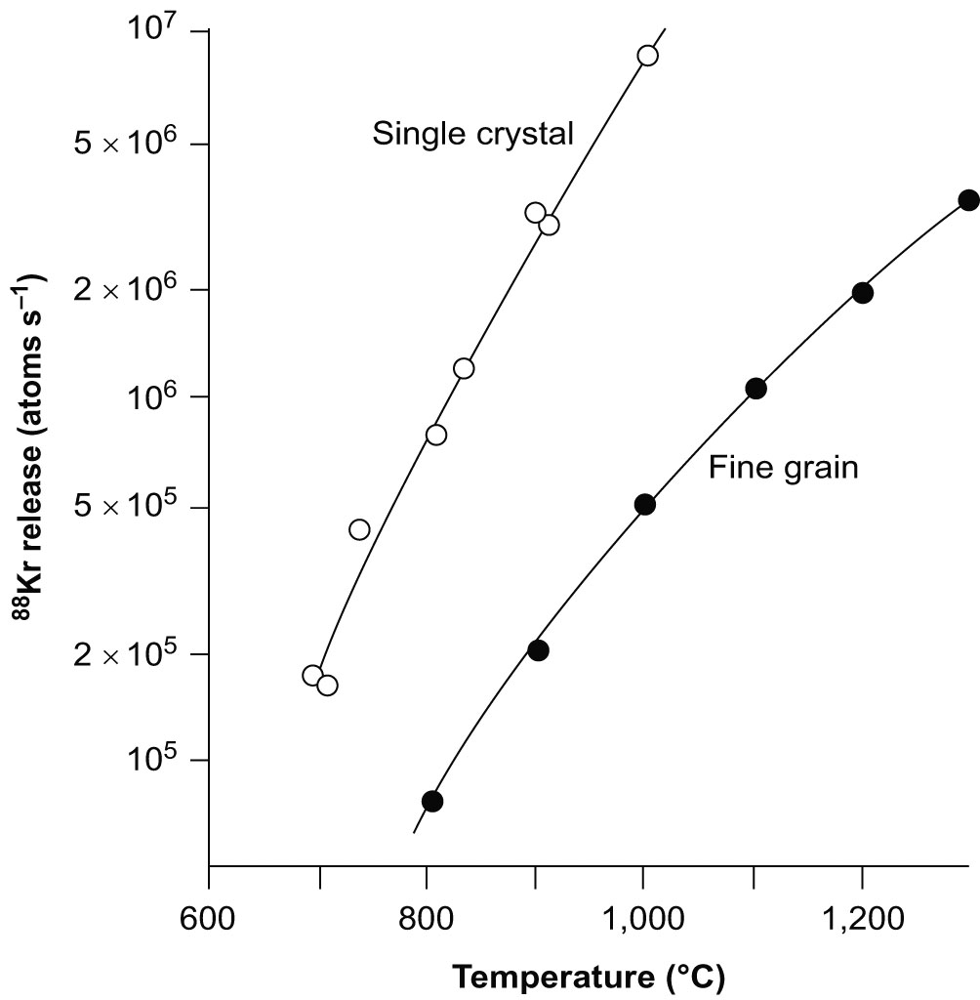 10⁷
Single crystal
5 × 10⁶
2 × 10⁶
10⁶
Fine grain
5 × 10⁵
2 × 10⁵
10⁵
⁸⁸Kr release (atoms s⁻¹)
600 800 1,000 1,200
Temperature (°C)